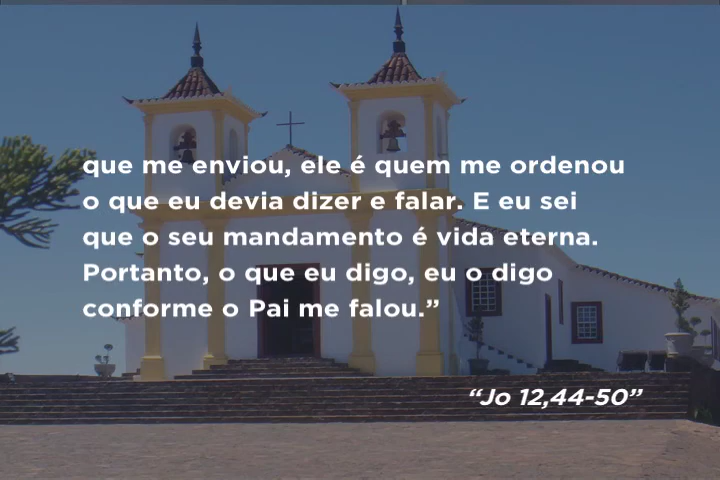 que me enviou, ele é quem me ordenou
o que eu devia dizer e falar. E eu sei
que o seu mandamento é vida eterna.
Portanto, o que eu digo, eu o digo
conforme o Pai me falou.”
“Jo 12,44-50”